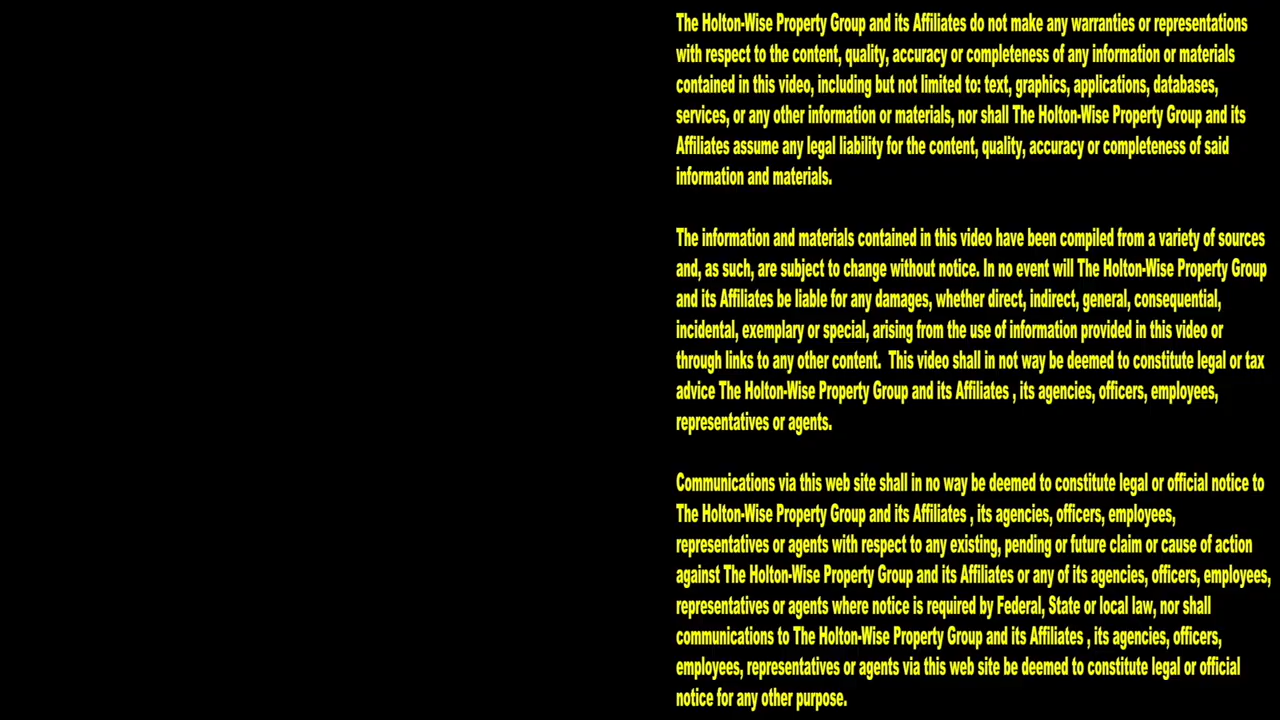 The Holton-Wise Property Group and its Affiliates do not make any warranties or representations
with respect to the content, quality, accuracy or completeness of any information or materials
contained in this video, including but not limited to: text, graphics, applications, databases,
services, or any other information or materials, nor shall The Holton-Wise Property Group and its
Affiliates assume any legal liability for the content, quality, accuracy or completeness of said
information and materials.
The information and materials contained in this video have been compiled from a variety of sources
and, as such, are subject to change without notice. In no event will The Holton-Wise Property Group
and its Affiliates be liable for any damages, whether direct, indirect, general, consequential,
incidental, exemplary or special, arising from the use of information provided in this video or
through links to any other content.  This video shall in not way be deemed to constitute legal or tax
advice The Holton-Wise Property Group and its Affiliates , its agencies, officers, employees,
representatives or agents.
Communications via this web site shall in no way be deemed to constitute legal or official notice to
The Holton-Wise Property Group and its Affiliates , its agencies, officers, employees,
representatives or agents with respect to any existing, pending or future claim or cause of action
against The Holton-Wise Property Group and its Affiliates or any of its agencies, officers, employees,
representatives or agents where notice is required by Federal, State or local law, nor shall
communications to The Holton-Wise Property Group and its Affiliates , its agencies, officers,
employees, representatives or agents via this web site be deemed to constitute legal or official
notice for any other purpose.